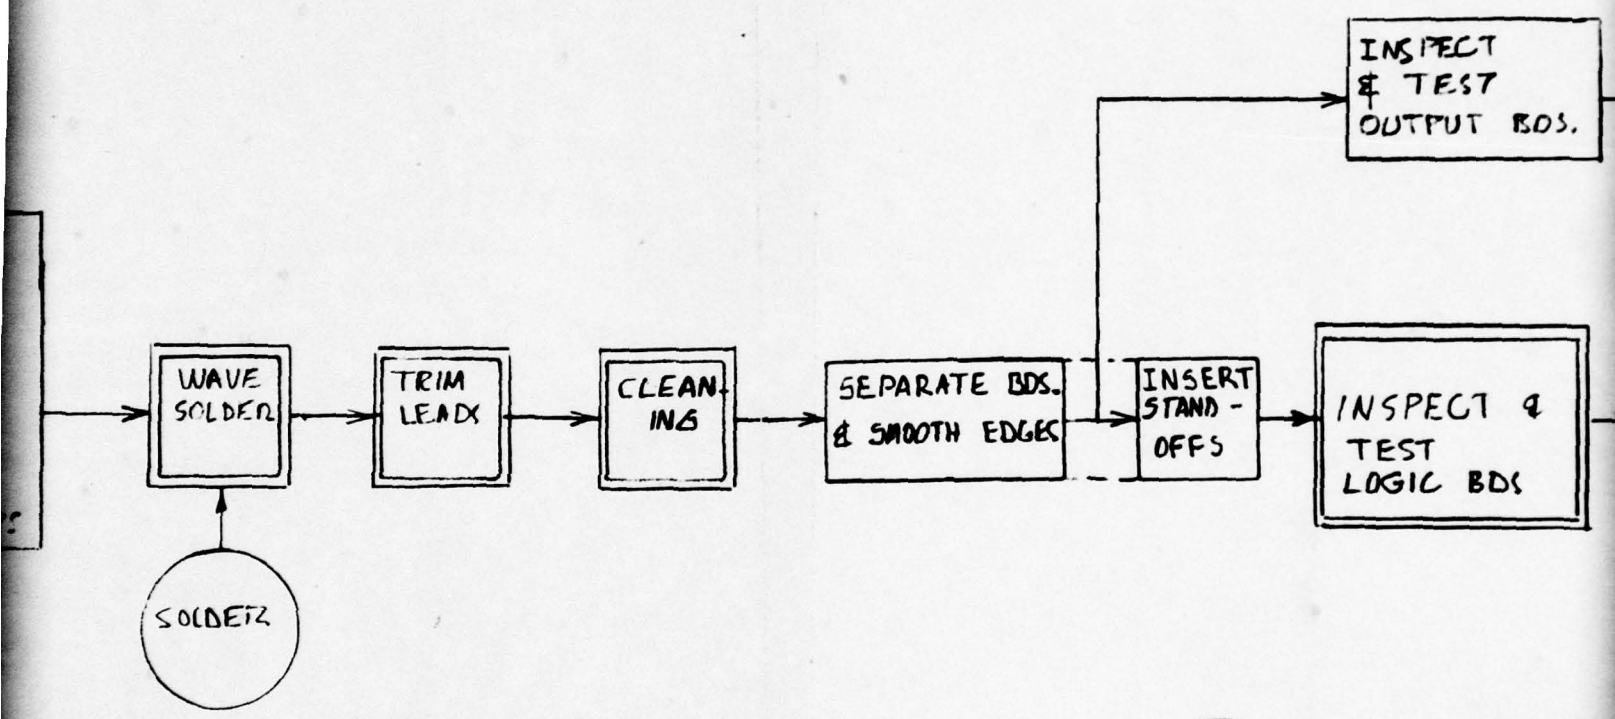 INSPECT
& TEST
OUTPUT BDS.
WAVE
SOLDER
TRIM
LEADS
CLEAN-
ING
SEPARATE BDS.
& SMOOTH EDGES
INSERT
STAND-
OFFS
INSPECT &
TEST
LOGIC BDS
SOLDER